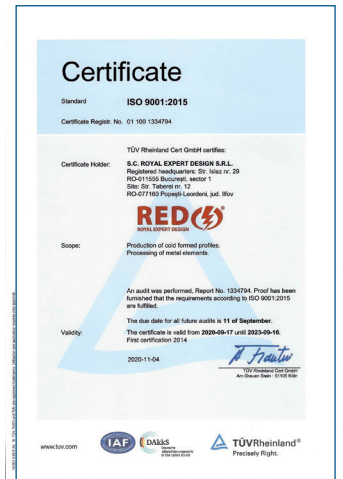 Certificate
Standard ISO 9001:2015
Certificate Registr. No. 01 100 1334794
TÜV Rheinland Cert GmbH certifies:
Certificate Holder: S.C. ROYAL EXPERT DESIGN S.R.L.
Registered headquarters: Str. Islaz nr. 29
RO-011555 București, sector 1
Site: Str. Taberei nr. 12
RO-077160 Popești-Leordeni, jud. Ilfov
RED
ROYAL EXPERT DESIGN
Scope: Production of cold formed profiles.
Processing of metal elements.
An audit was performed, Report No. 1334794. Proof has been
furnished that the requirements according to ISO 9001:2015
are fulfilled.
The due date for all future audits is 11 of September.
Validity: The certificate is valid from 2020-09-17 until 2023-09-16.
First certification 2014
2020-11-04
TÜV Rheinland Cert GmbH
Am Grauen Stein · 51105 Köln
www.tuv.com
IAF
DAkkS
Deutsche
Akkreditierungsstelle
TÜVRheinland®
Precisely Right.